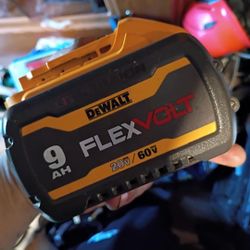 DEWALT
FLEXVOLT
9
AH
20V/60V